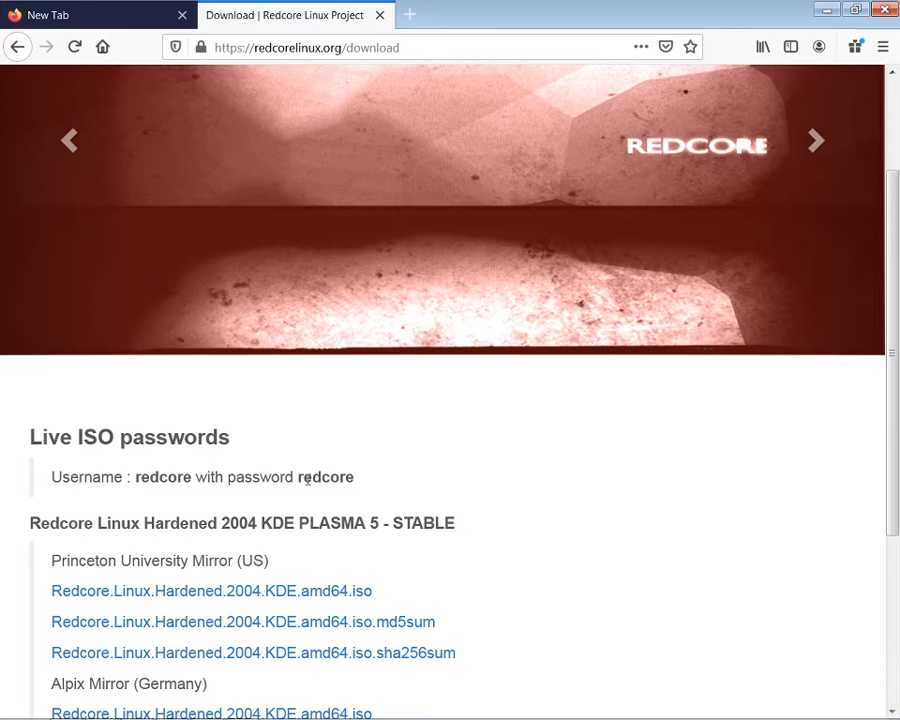 New Tab
Download | Redcore Linux Project
https://redcorelinux.org/download
REDCORE
Live ISO passwords
Username : redcore with password redcore
Redcore Linux Hardened 2004 KDE PLASMA 5 - STABLE
Princeton University Mirror (US)
Redcore.Linux.Hardened.2004.KDE.amd64.iso
Redcore.Linux.Hardened.2004.KDE.amd64.iso.md5sum
Redcore.Linux.Hardened.2004.KDE.amd64.iso.sha256sum
Alpix Mirror (Germany)
Redcore.Linux.Hardened.2004.KDE.amd64.iso